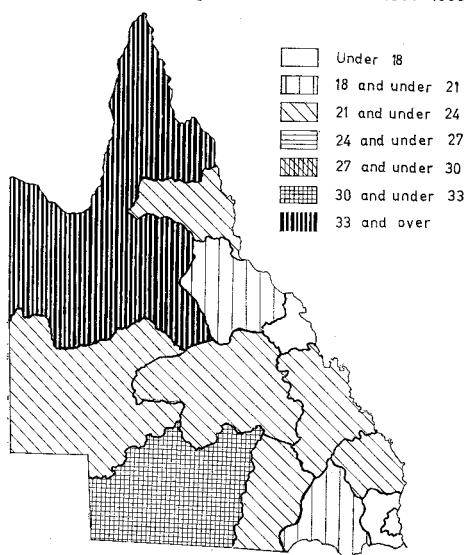 Under 18
18 and under 21
21 and under 24
24 and under 27
27 and under 30
30 and under 33
33 and over